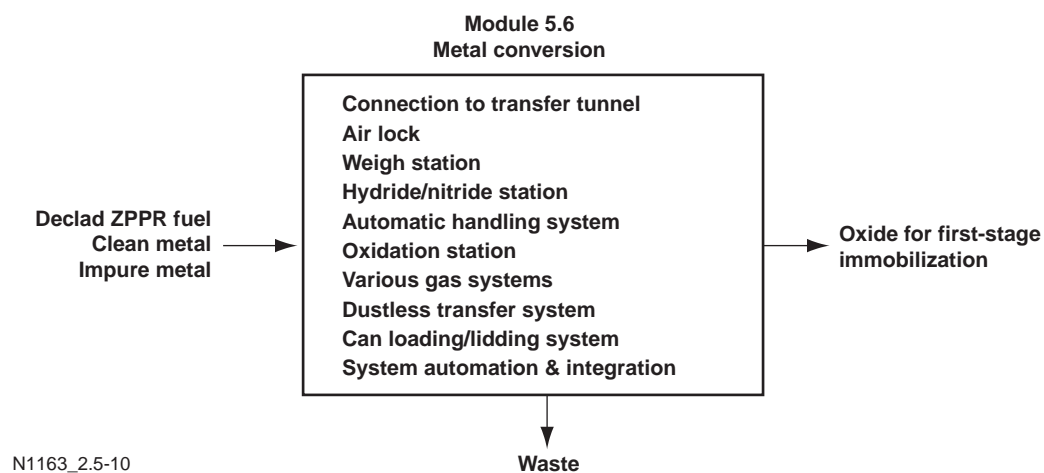 Module 5.6
Metal conversion
Connection to transfer tunnel
Air lock
Weigh station
Hydride/nitride station
Automatic handling system
Oxidation station
Various gas systems
Dustless transfer system
Can loading/lidding system
System automation & integration
Declad ZPPR fuel
Clean metal
Impure metal
Oxide for first-stage
immobilization
Waste
N1163_2.5-10